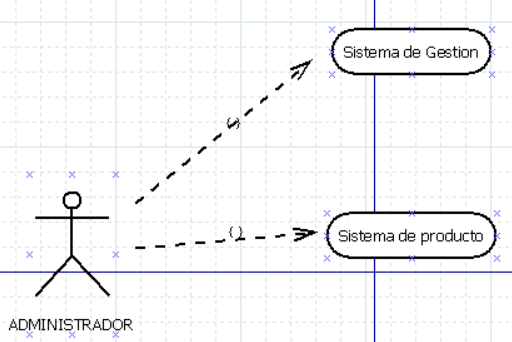 Sistema de Gestion
{ }
{ }
Sistema de producto
ADMINISTRADOR